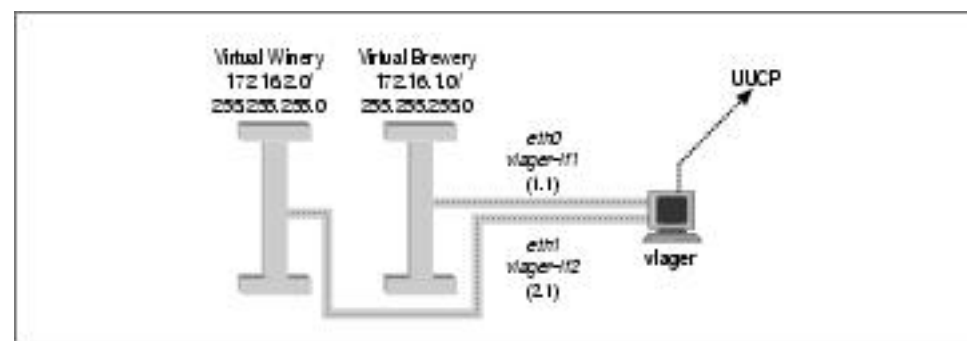 Virtual Winery
172.16.2.0/
255.255.255.0
Virtual Brewery
172.16.1.0/
255.255.255.0
UUCP
eth0
vlager-if1
(1.1)
eth1
vlager-if2
(2.1)
vlager